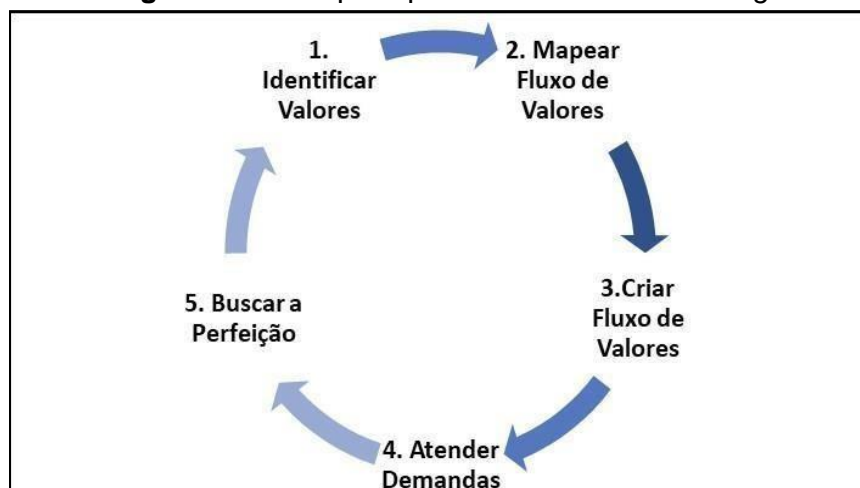 1.
Identificar
Valores
2. Mapear
Fluxo de
Valores
3.Criar
Fluxo de
Valores
4. Atender
Demandas
5. Buscar a
Perfeição